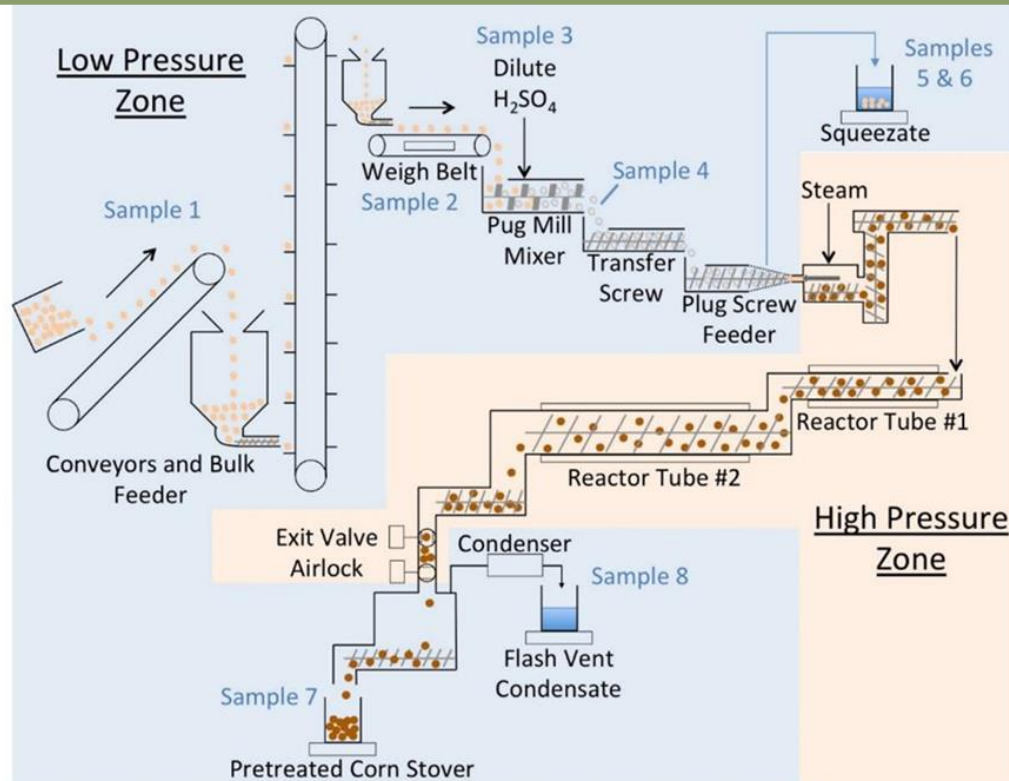 Low Pressure
Zone
Sample 1
Conveyors and Bulk
Feeder
Weigh Belt
Sample 2
Sample 3
Dilute
H₂SO₄
Pug Mill
Mixer
Sample 4
Transfer
Screw
Plug Screw
Feeder
Samples
5 & 6
Squeezate
Steam
Reactor Tube #1
Reactor Tube #2
High Pressure
Zone
Exit Valve
Airlock
Condenser
Sample 8
Flash Vent
Condensate
Sample 7
Pretreated Corn Stover